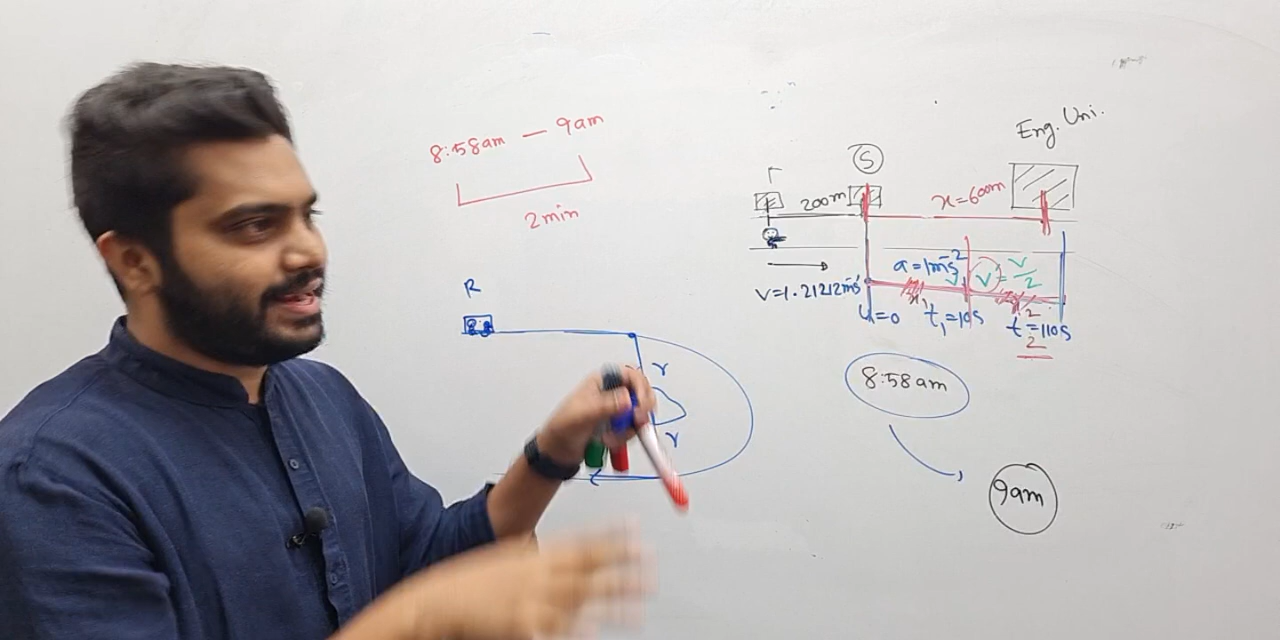 8:58am — 9am
2min
Eng. Uni.
S
200m
x=600m
a=1ms⁻²
v
v=v/2
v=1.21212ms⁻¹
u=0
t₁=10s
t₂=110s
2
R
r
r
8:58am
9am